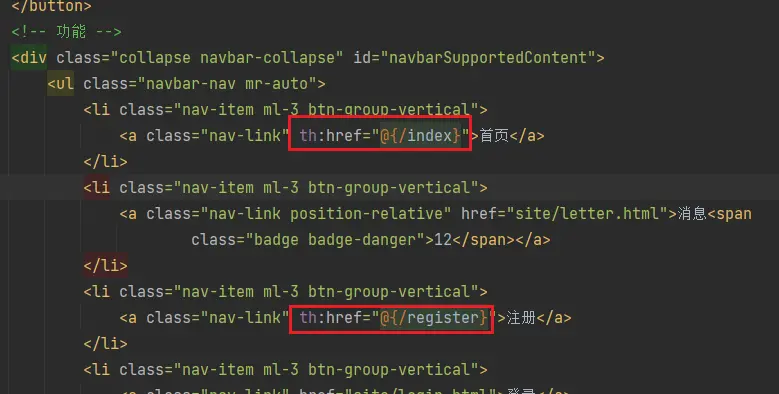 </button>
<!-- 功能 -->
<div class="collapse navbar-collapse" id="navbarSupportedContent">
<ul class="navbar-nav mr-auto">
<li class="nav-item ml-3 btn-group-vertical">
<a class="nav-link" th:href="@{/index}">首页</a>
</li>
<li class="nav-item ml-3 btn-group-vertical">
<a class="nav-link position-relative" href="site/letter.html">消息<span
class="badge badge-danger">12</span></a>
</li>
<li class="nav-item ml-3 btn-group-vertical">
<a class="nav-link" th:href="@{/register}">注册</a>
</li>
<li class="nav-item ml-3 btn-group-vertical">
<a class="nav-link" href="site/login.html">登录</a>